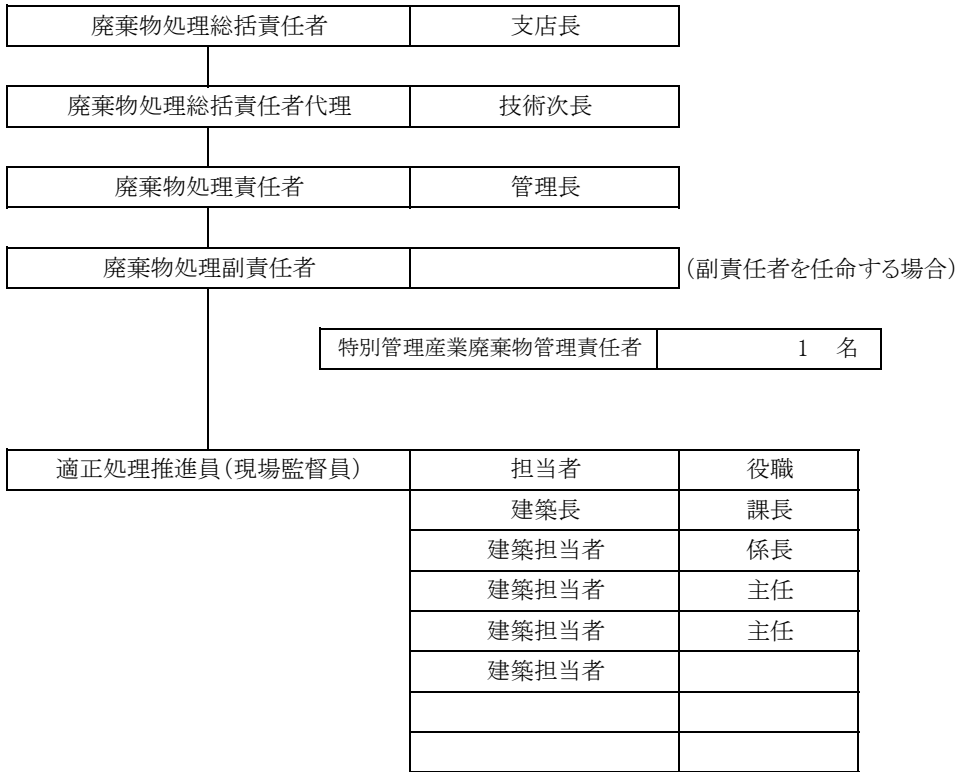 廃棄物処理総括責任者 支店長
廃棄物処理総括責任者代理 技術次長
廃棄物処理責任者 管理長
廃棄物処理副責任者 (副責任者を任命する場合)
特別管理産業廃棄物管理責任者 1 名
適正処理推進員(現場監督員) 担当者 役職
建築長 課長
建築担当者 係長
建築担当者 主任
建築担当者 主任
建築担当者